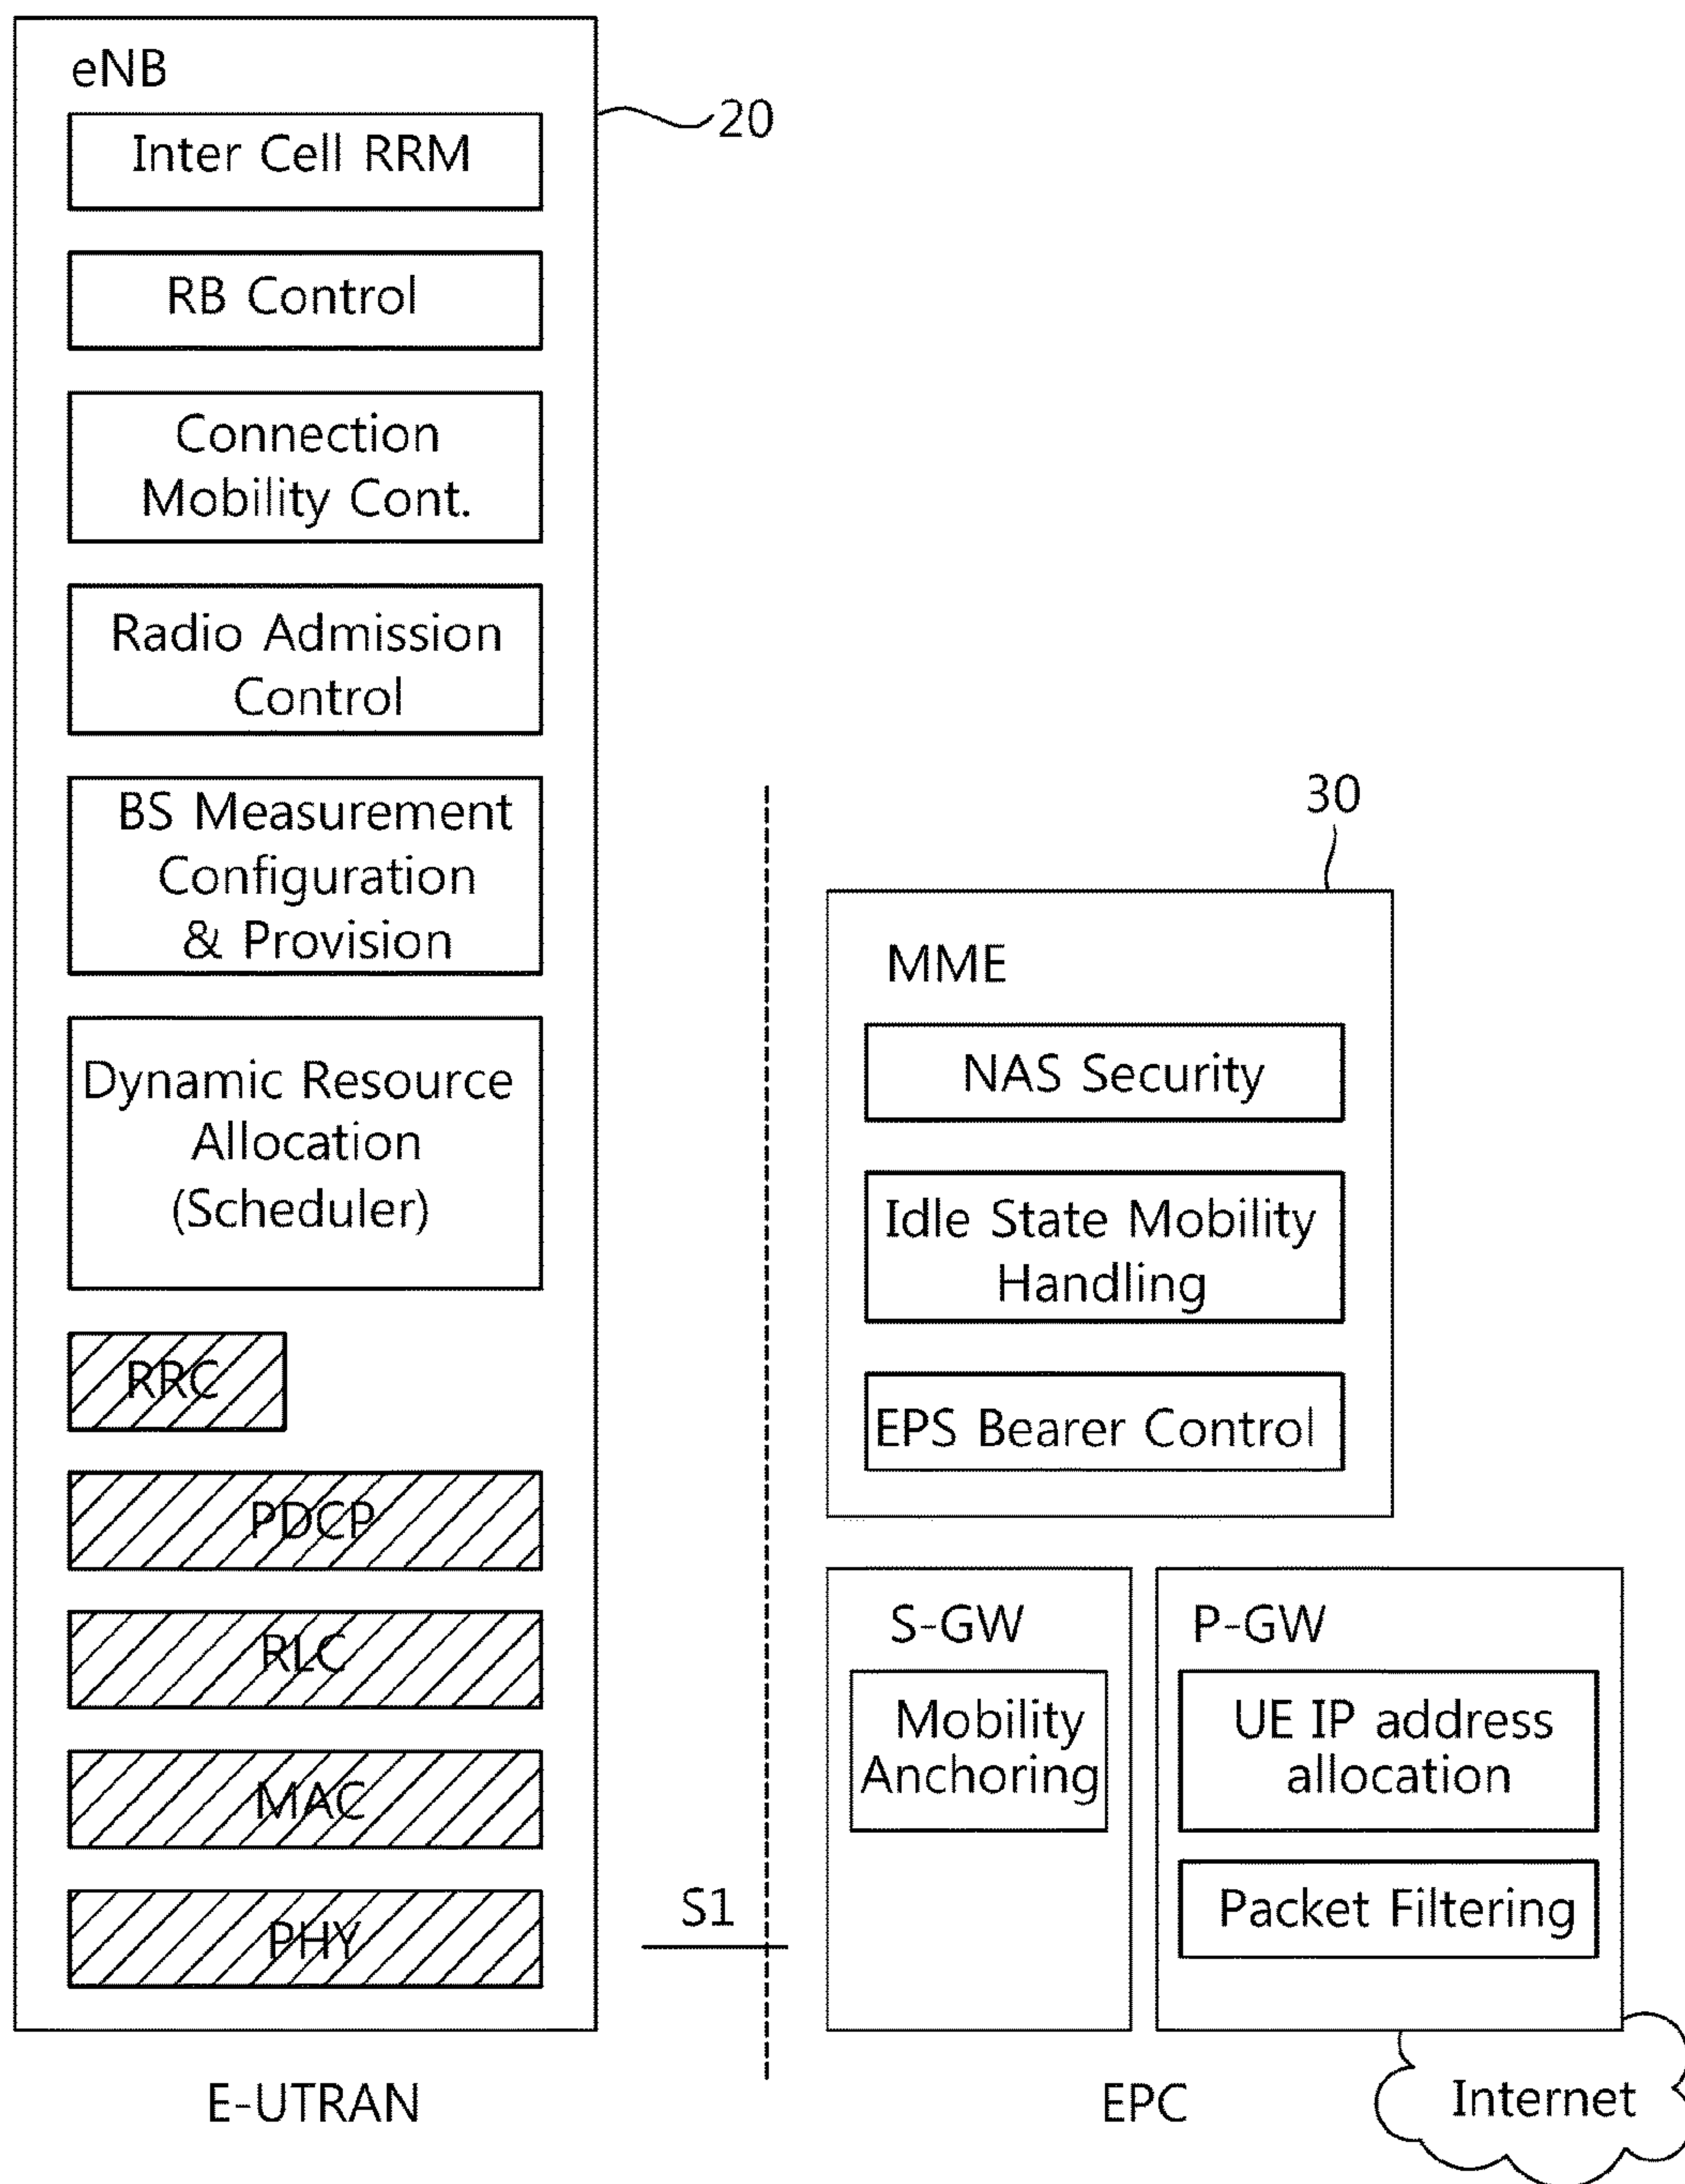 eNB
20
Inter Cell RRM
RB Control
Connection
Mobility Cont.
Radio Admission
Control
BS Measurement
Configuration
& Provision
Dynamic Resource
Allocation
(Scheduler)
RRC
PDCP
RLC
MAC
PHY
S1
30
MME
NAS Security
Idle State Mobility
Handling
EPS Bearer Control
S-GW
Mobility
Anchoring
P-GW
UE IP address
allocation
Packet Filtering
E-UTRAN
EPC
Internet